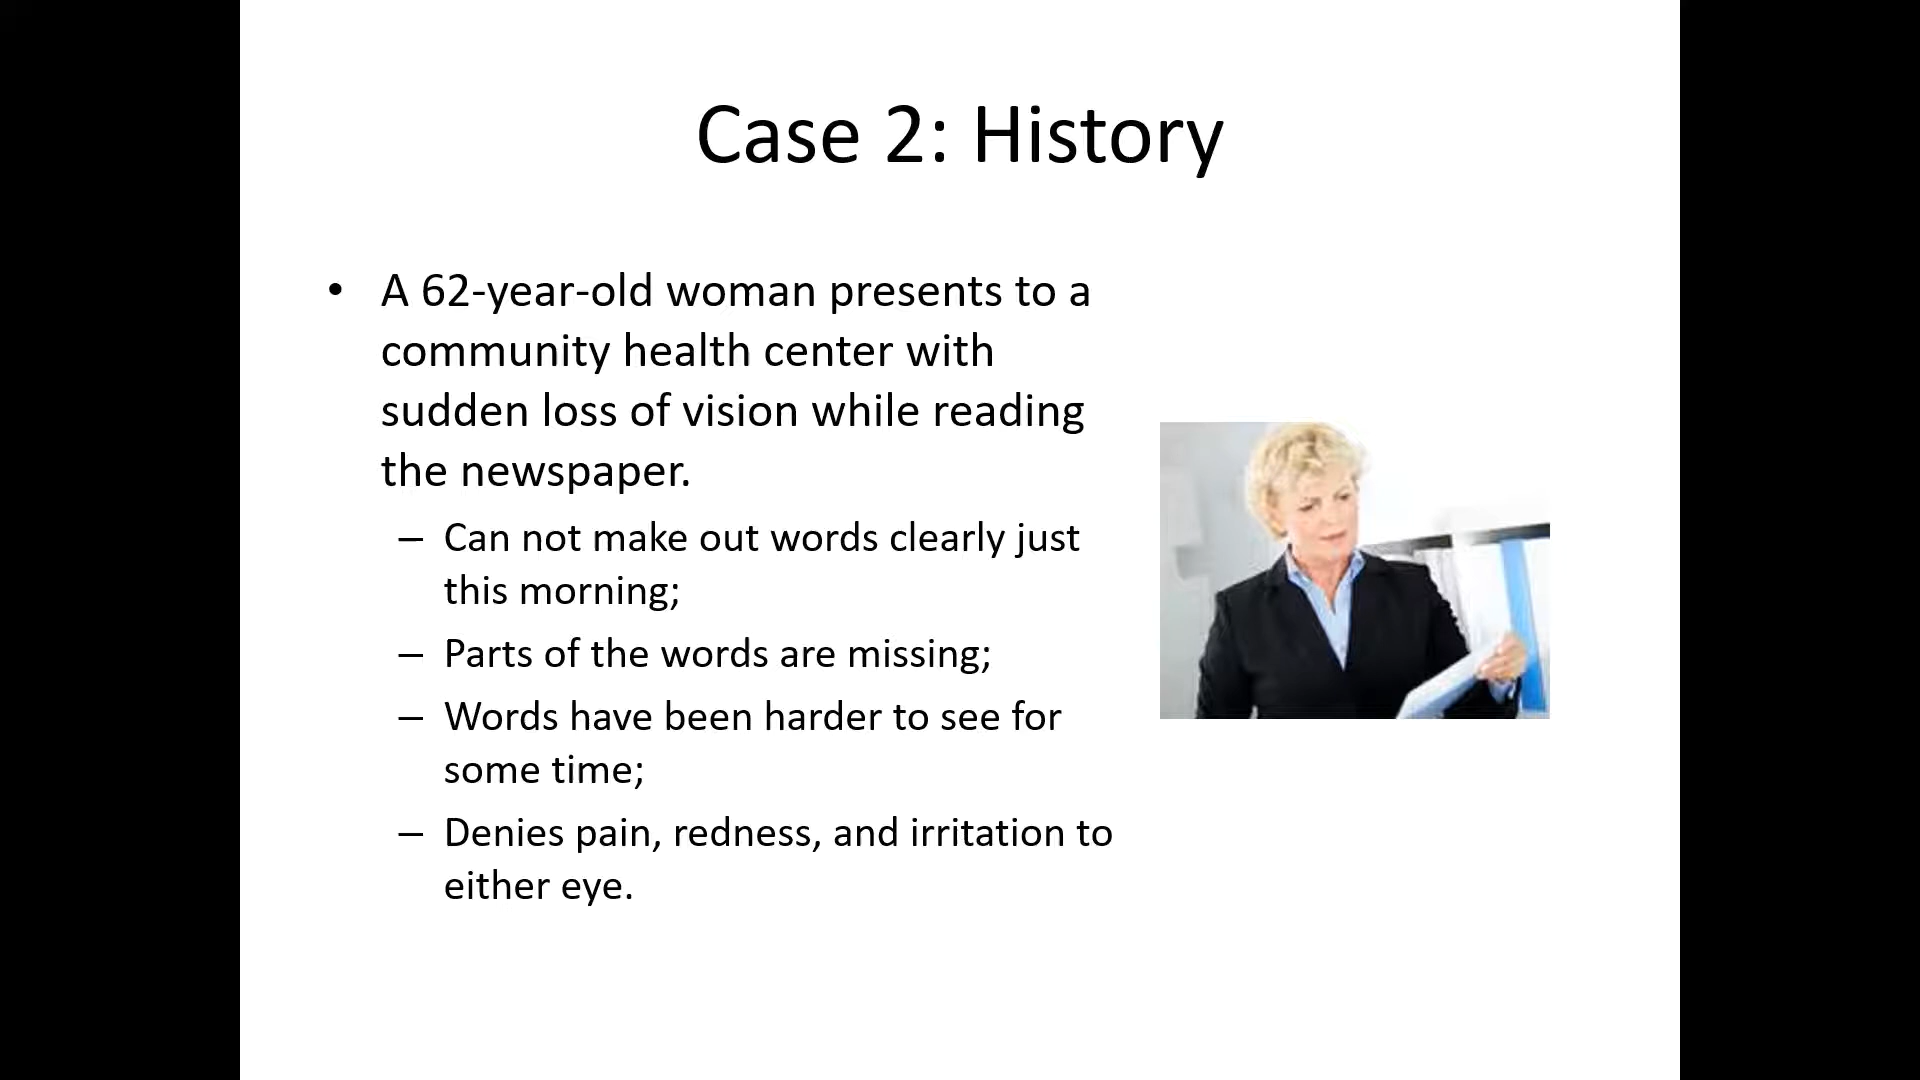 Case 2: History
• A 62-year-old woman presents to a
community health center with
sudden loss of vision while reading
the newspaper.
– Can not make out words clearly just
this morning;
– Parts of the words are missing;
– Words have been harder to see for
some time;
– Denies pain, redness, and irritation to
either eye.